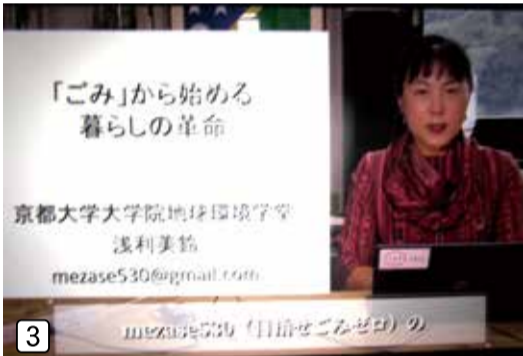 「ごみ」から始める
暮らしの革命
京都大学大学院地球環境学堂
浅利美鈴
mezase530@gmail.com
mezase530（目指せごみゼロ）の
3